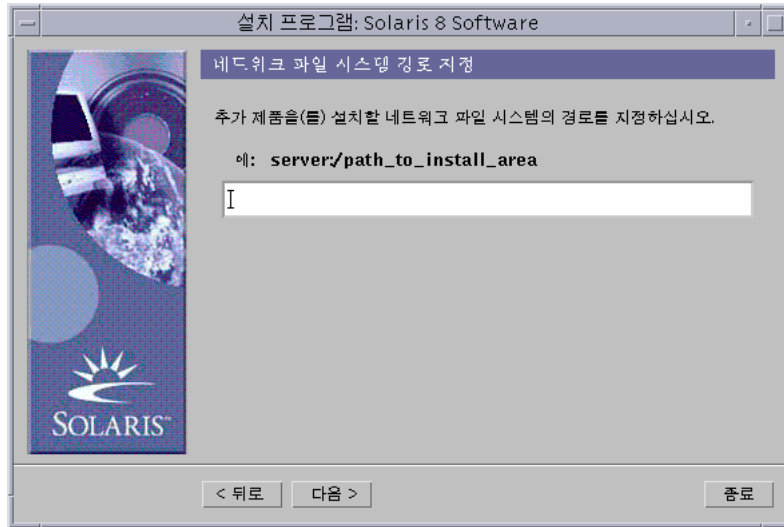 설치 프로그램: Solaris 8 Software
네트워크 파일 시스템 경로 지정
추가 제품을(를) 설치할 네트워크 파일 시스템의 경로를 지정하십시오.
예: server:/path_to_install_area
SOLARIS™
< 뒤로
다음 >
종료